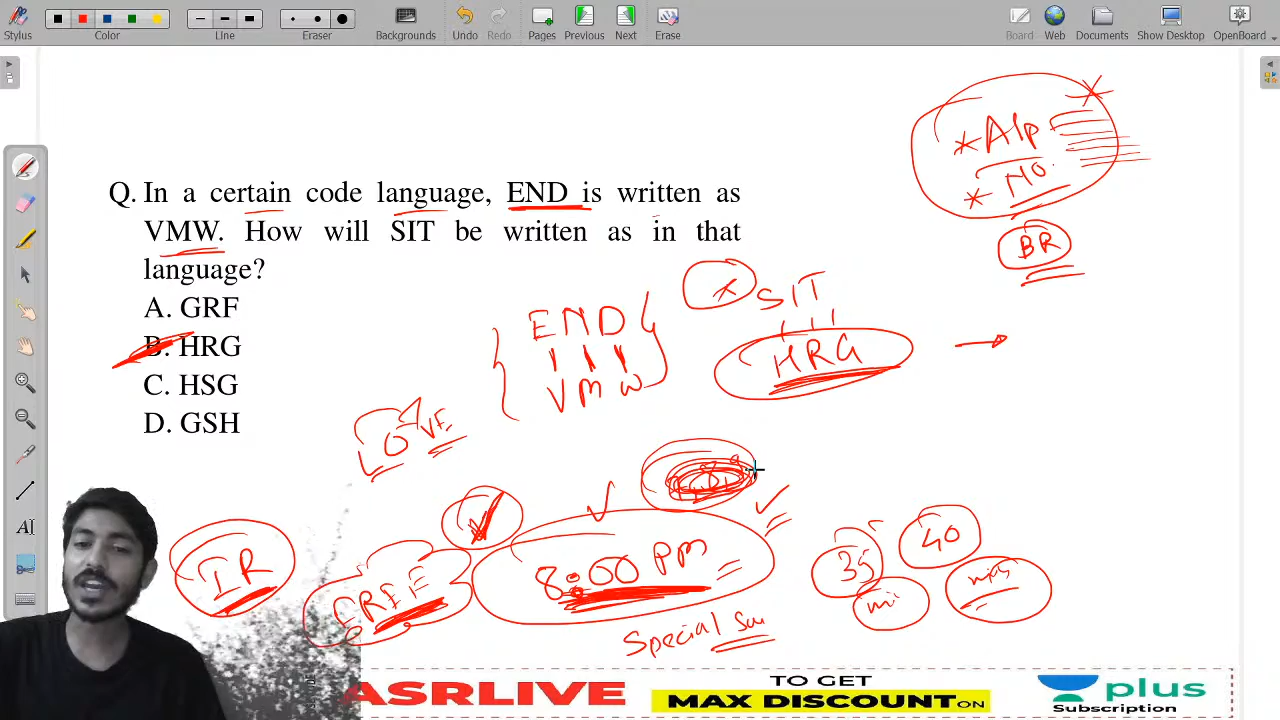 Stylus
Color
Line
Eraser
Backgrounds
Undo
Redo
Pages
Previous
Next
Erase
Board
Web
Documents
Show Desktop
OpenBoard
Q. In a certain code language, END is written as
VMW. How will SIT be written as in that
language?
A. GRF
B. HRG
C. HSG
D. GSH
* Alp
* No.
BR
END
VMW
SIT
HRG
LOVE
IR
FREE
8:00 PM
35
40
mi
Special
ASRLIVE
TO GET
MAX DISCOUNT ON
plus
Subscription